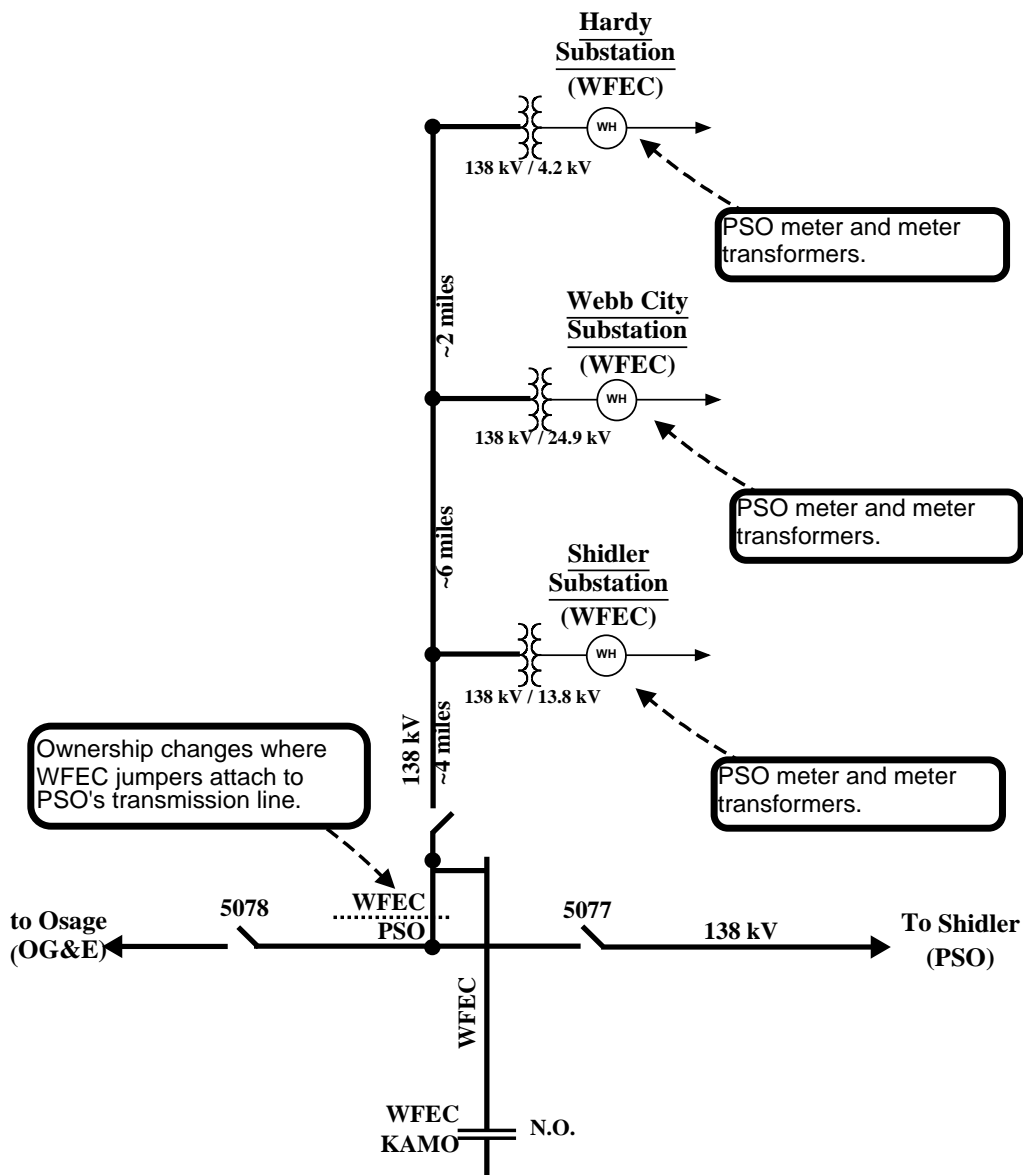 Hardy
Substation
(WFEC)
WH
138 kV / 4.2 kV
PSO meter and meter
transformers.
~2 miles
Webb City
Substation
(WFEC)
WH
138 kV / 24.9 kV
PSO meter and meter
transformers.
~6 miles
Shidler
Substation
(WFEC)
WH
138 kV / 13.8 kV
138 kV
~4 miles
PSO meter and meter
transformers.
Ownership changes where
WFEC jumpers attach to
PSO's transmission line.
WFEC
PSO
5078
5077
to Osage
(OG&E)
138 kV
To Shidler
(PSO)
WFEC
WFEC
KAMO
N.O.